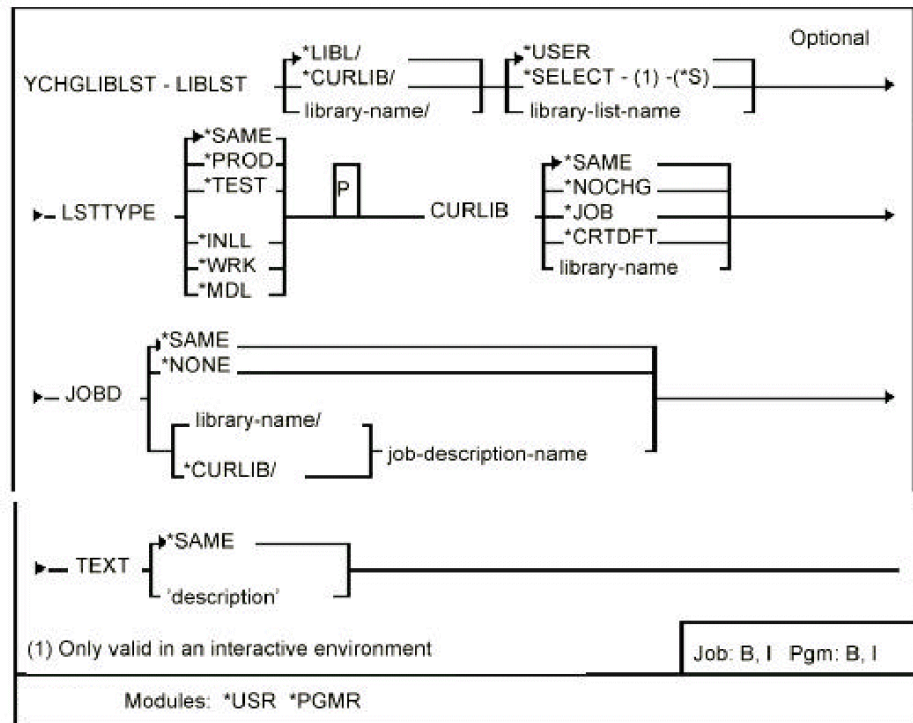 Optional
YCHGLIBLST - LIBLST
*LIBL/
*CURLIB/
library-name/
*USER
*SELECT - (1) -(*S)
library-list-name
LSTTYPE
*SAME
*PROD
*TEST
*INLL
*WRK
*MDL
P
CURLIB
*SAME
*NOCHG
*JOB
*CRTDFT
library-name
JOBD
*SAME
*NONE
library-name/
*CURLIB/
job-description-name
TEXT
*SAME
'description'
(1) Only valid in an interactive environment
Job: B, I Pgm: B, I
Modules: *USR *PGMR